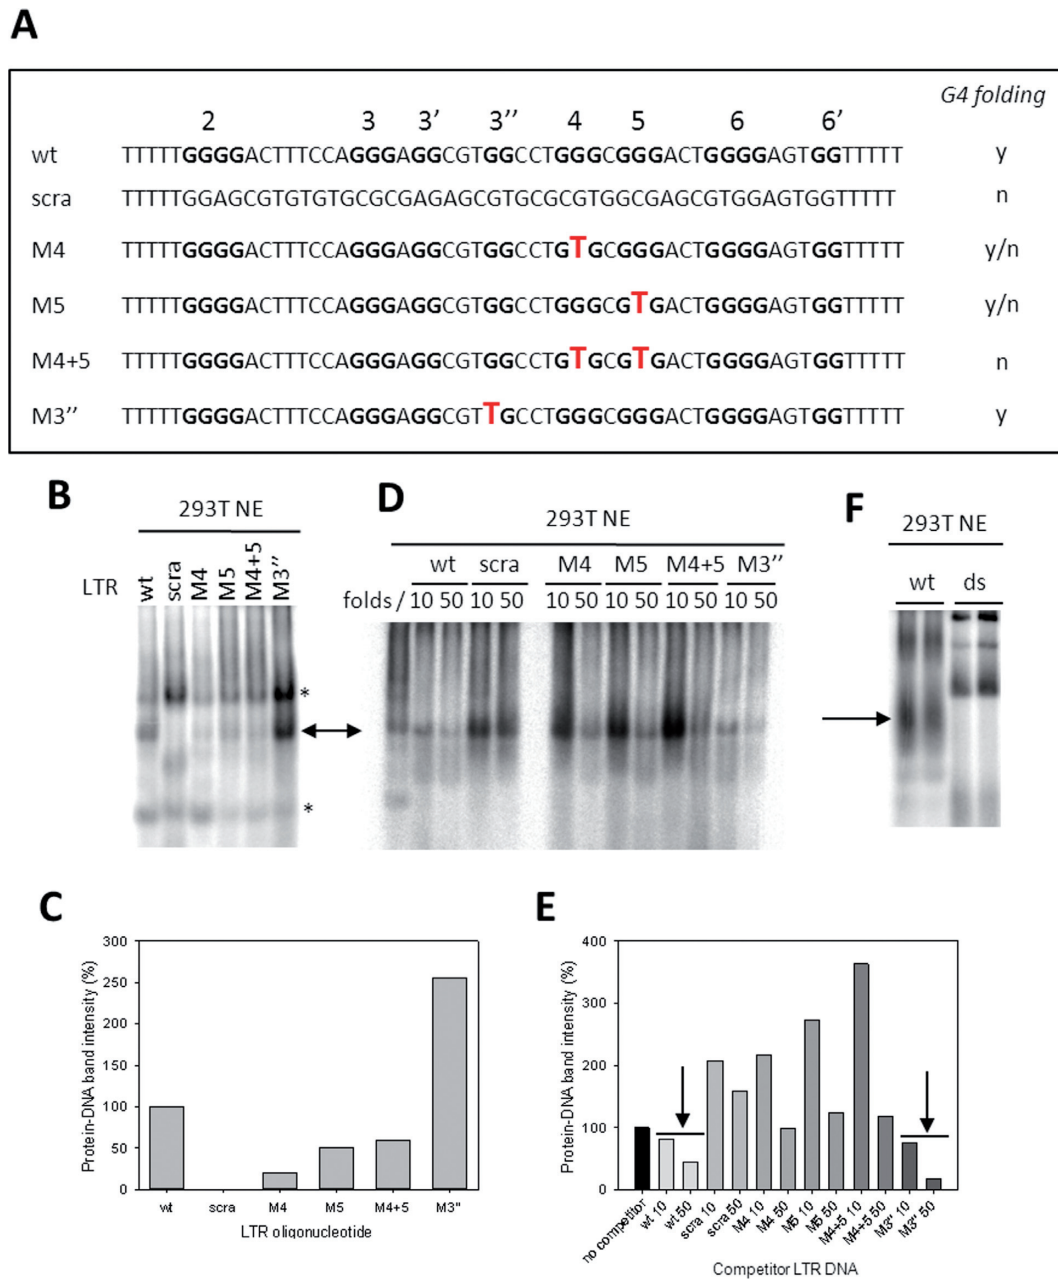 A
G4 folding
2 3 3’ 3’’ 4 5 6 6’
wt TTTTTGGGGACTTTCCAGGGAGGCGTGGCCTGGGCGGGACTGGGGAGTGGTTTTT y
scra TTTTTGGAGCGTGTGTGCGCGAGAGCGTGCGCGTGGCGAGCGTGGAGTGGTTTTT n
M4 TTTTTGGGGACTTTCCAGGGAGGCGTGGCCTGTGCGGGACTGGGGAGTGGTTTTT y/n
M5 TTTTTGGGGACTTTCCAGGGAGGCGTGGCCTGGGCGTGACTGGGGAGTGGTTTTT y/n
M4+5 TTTTTGGGGACTTTCCAGGGAGGCGTGGCCTGTGCGTGACTGGGGAGTGGTTTTT n
M3’’ TTTTTGGGGACTTTCCAGGGAGGCGTTGCCTGGGCGGGACTGGGGAGTGGTTTTT y
B
293T NE
LTR wt scra M4 M5 M4+5 M3’’
*
*
D
293T NE
wt scra M4 M5 M4+5 M3’’
folds / 10 50 10 50 10 50 10 50 10 50 10 50
F
293T NE
wt ds
C
Protein-DNA band intensity (%)
300
250
200
150
100
50
0
wt scra M4 M5 M4+5 M3"
LTR oligonucleotide
E
Protein-DNA band intensity (%)
400
300
200
100
0
no competitor wt 10 wt 50 scra 10 scra 50 M4 10 M4 50 M5 10 M5 50 M4+5 10 M4+5 50 M3" 10 M3" 50
Competitor LTR DNA